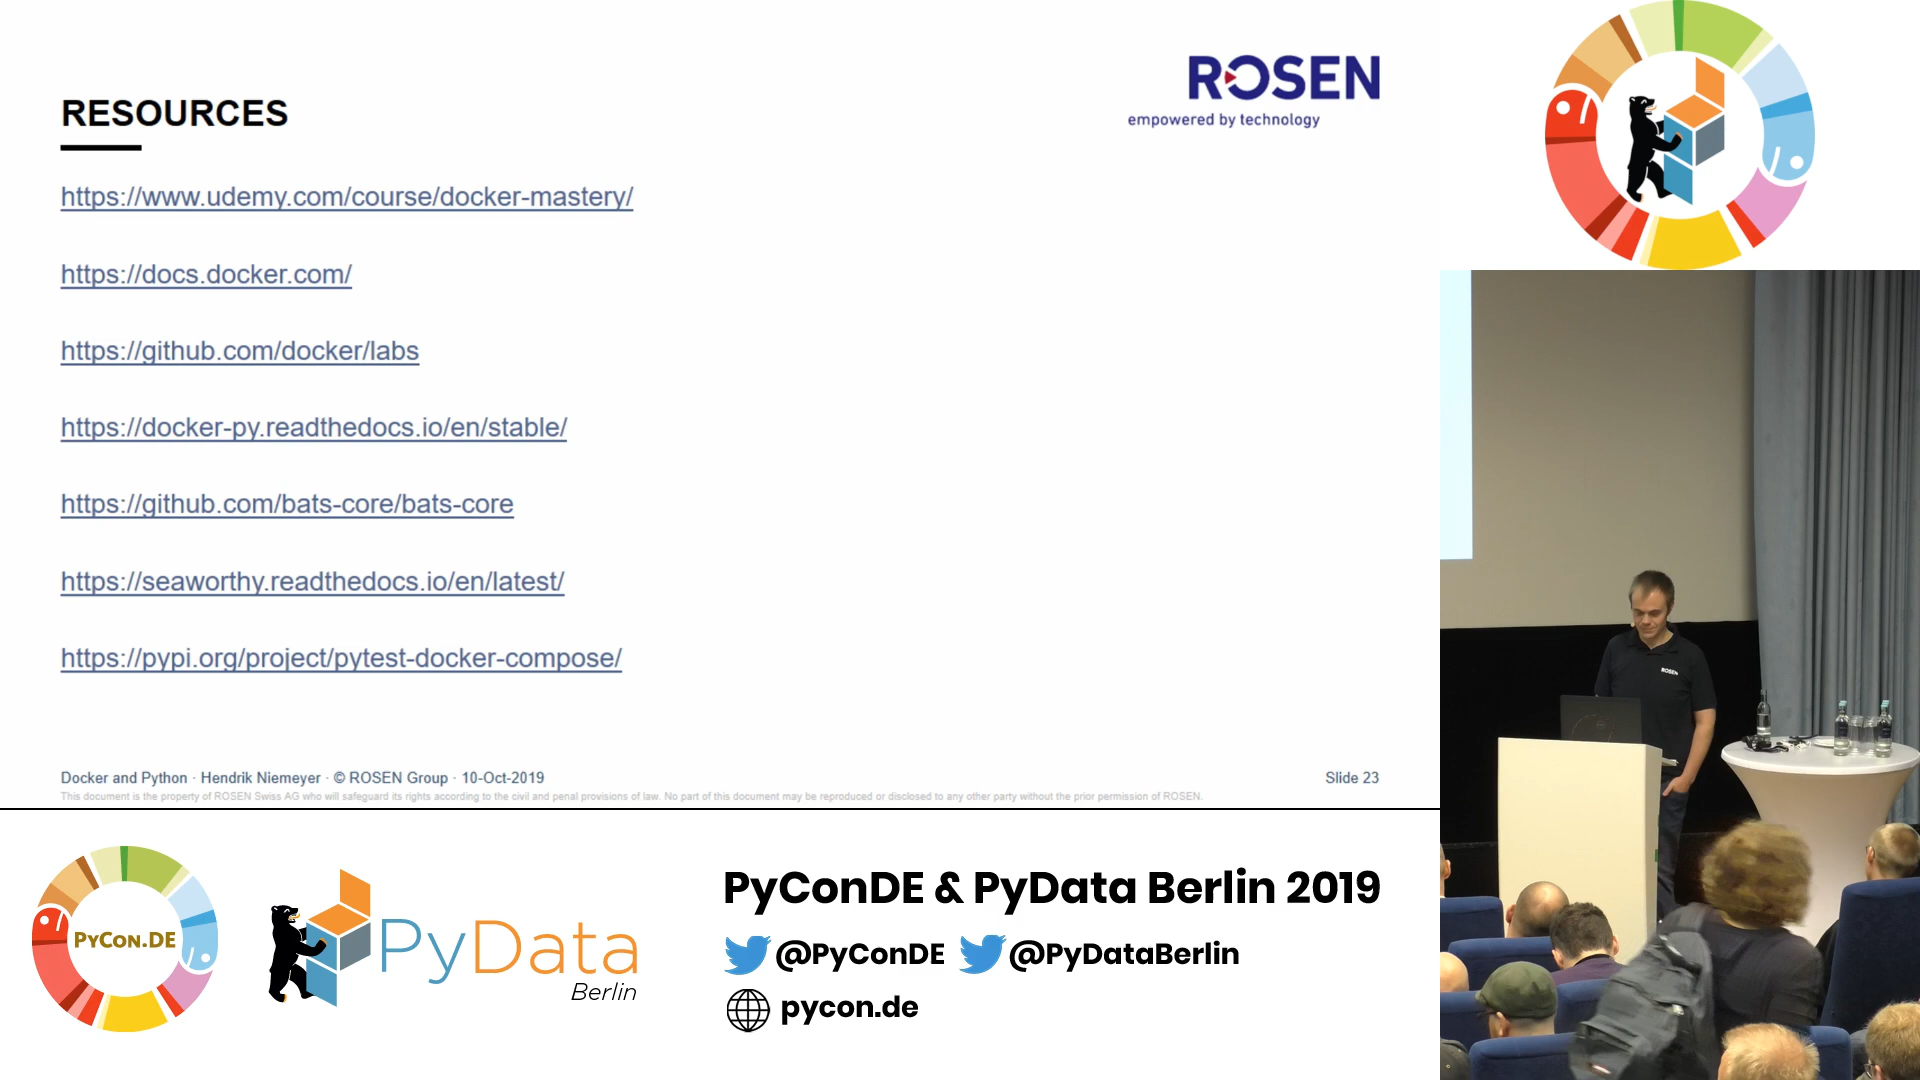 RESOURCES
ROSEN
empowered by technology
https://www.udemy.com/course/docker-mastery/
https://docs.docker.com/
https://github.com/docker/labs
https://docker-py.readthedocs.io/en/stable/
https://github.com/bats-core/bats-core
https://seaworthy.readthedocs.io/en/latest/
https://pypi.org/project/pytest-docker-compose/
Docker and Python · Hendrik Niemeyer · © ROSEN Group · 10-Oct-2019
Slide 23
This document is the property of ROSEN Swiss AG who will safeguard its rights according to the civil and penal provisions of law. No part of this document may be reproduced or disclosed to any other party without the prior permission of ROSEN.
ROSEN
PYCON.DE
PyData
Berlin
PyConDE & PyData Berlin 2019
@PyConDE @PyDataBerlin
pycon.de